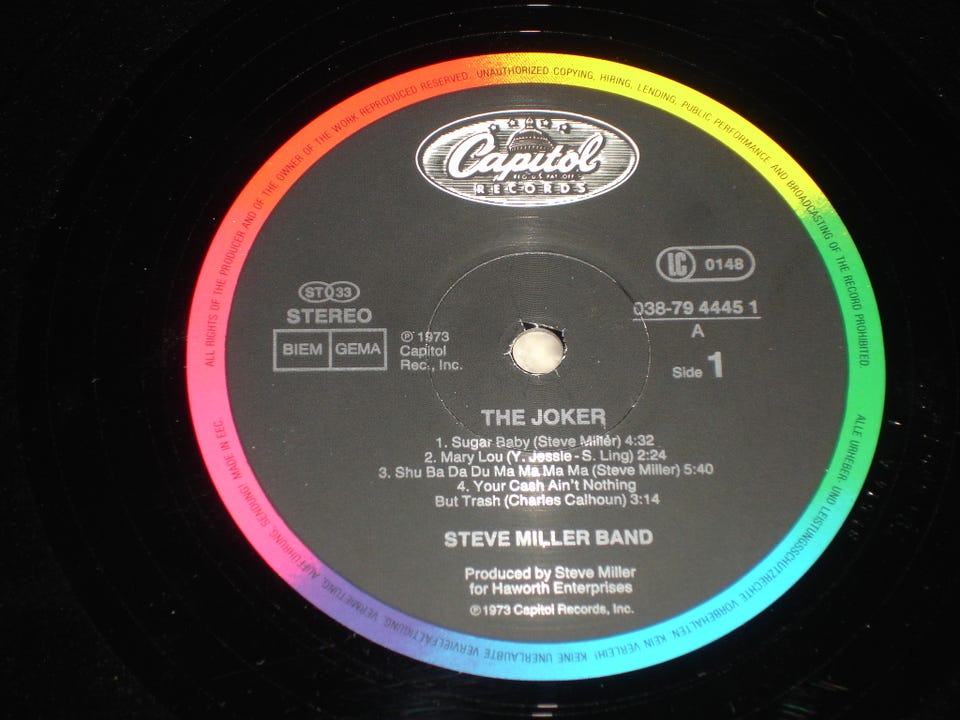 ALL RIGHTS OF THE PRODUCER AND OF THE OWNER OF THE WORK REPRODUCED RESERVED. UNAUTHORIZED COPYING, HIRING, LENDING, PUBLIC PERFORMANCE AND BROADCASTING OF THE RECORD PROHIBITED.
Capitol
REG. U.S. PAT. OFF.
RECORDS
LC 0148
ST 33
STEREO
BIEM GEMA
℗ 1973
Capitol
Rec., Inc.
038-79 4445 1
A
Side 1
THE JOKER
1. Sugar Baby (Steve Miller) 4:32
2. Mary Lou (Y. Jessie - S. Ling) 2:24
3. Shu Ba Da Du Ma Ma Ma Ma (Steve Miller) 5:40
4. Your Cash Ain't Nothing
But Trash (Charles Calhoun) 3:14
STEVE MILLER BAND
Produced by Steve Miller
for Haworth Enterprises
℗ 1973 Capitol Records, Inc.
ALLE URHEBER- UND LEISTUNGSSCHUTZRECHTE VORBEHALTEN. KEIN VERLEIH! KEINE UNERLAUBTE VERVIELFÄLTIGUNG, VERMIETUNG, AUFFÜHRUNG, SENDUNG! MADE IN EEC.